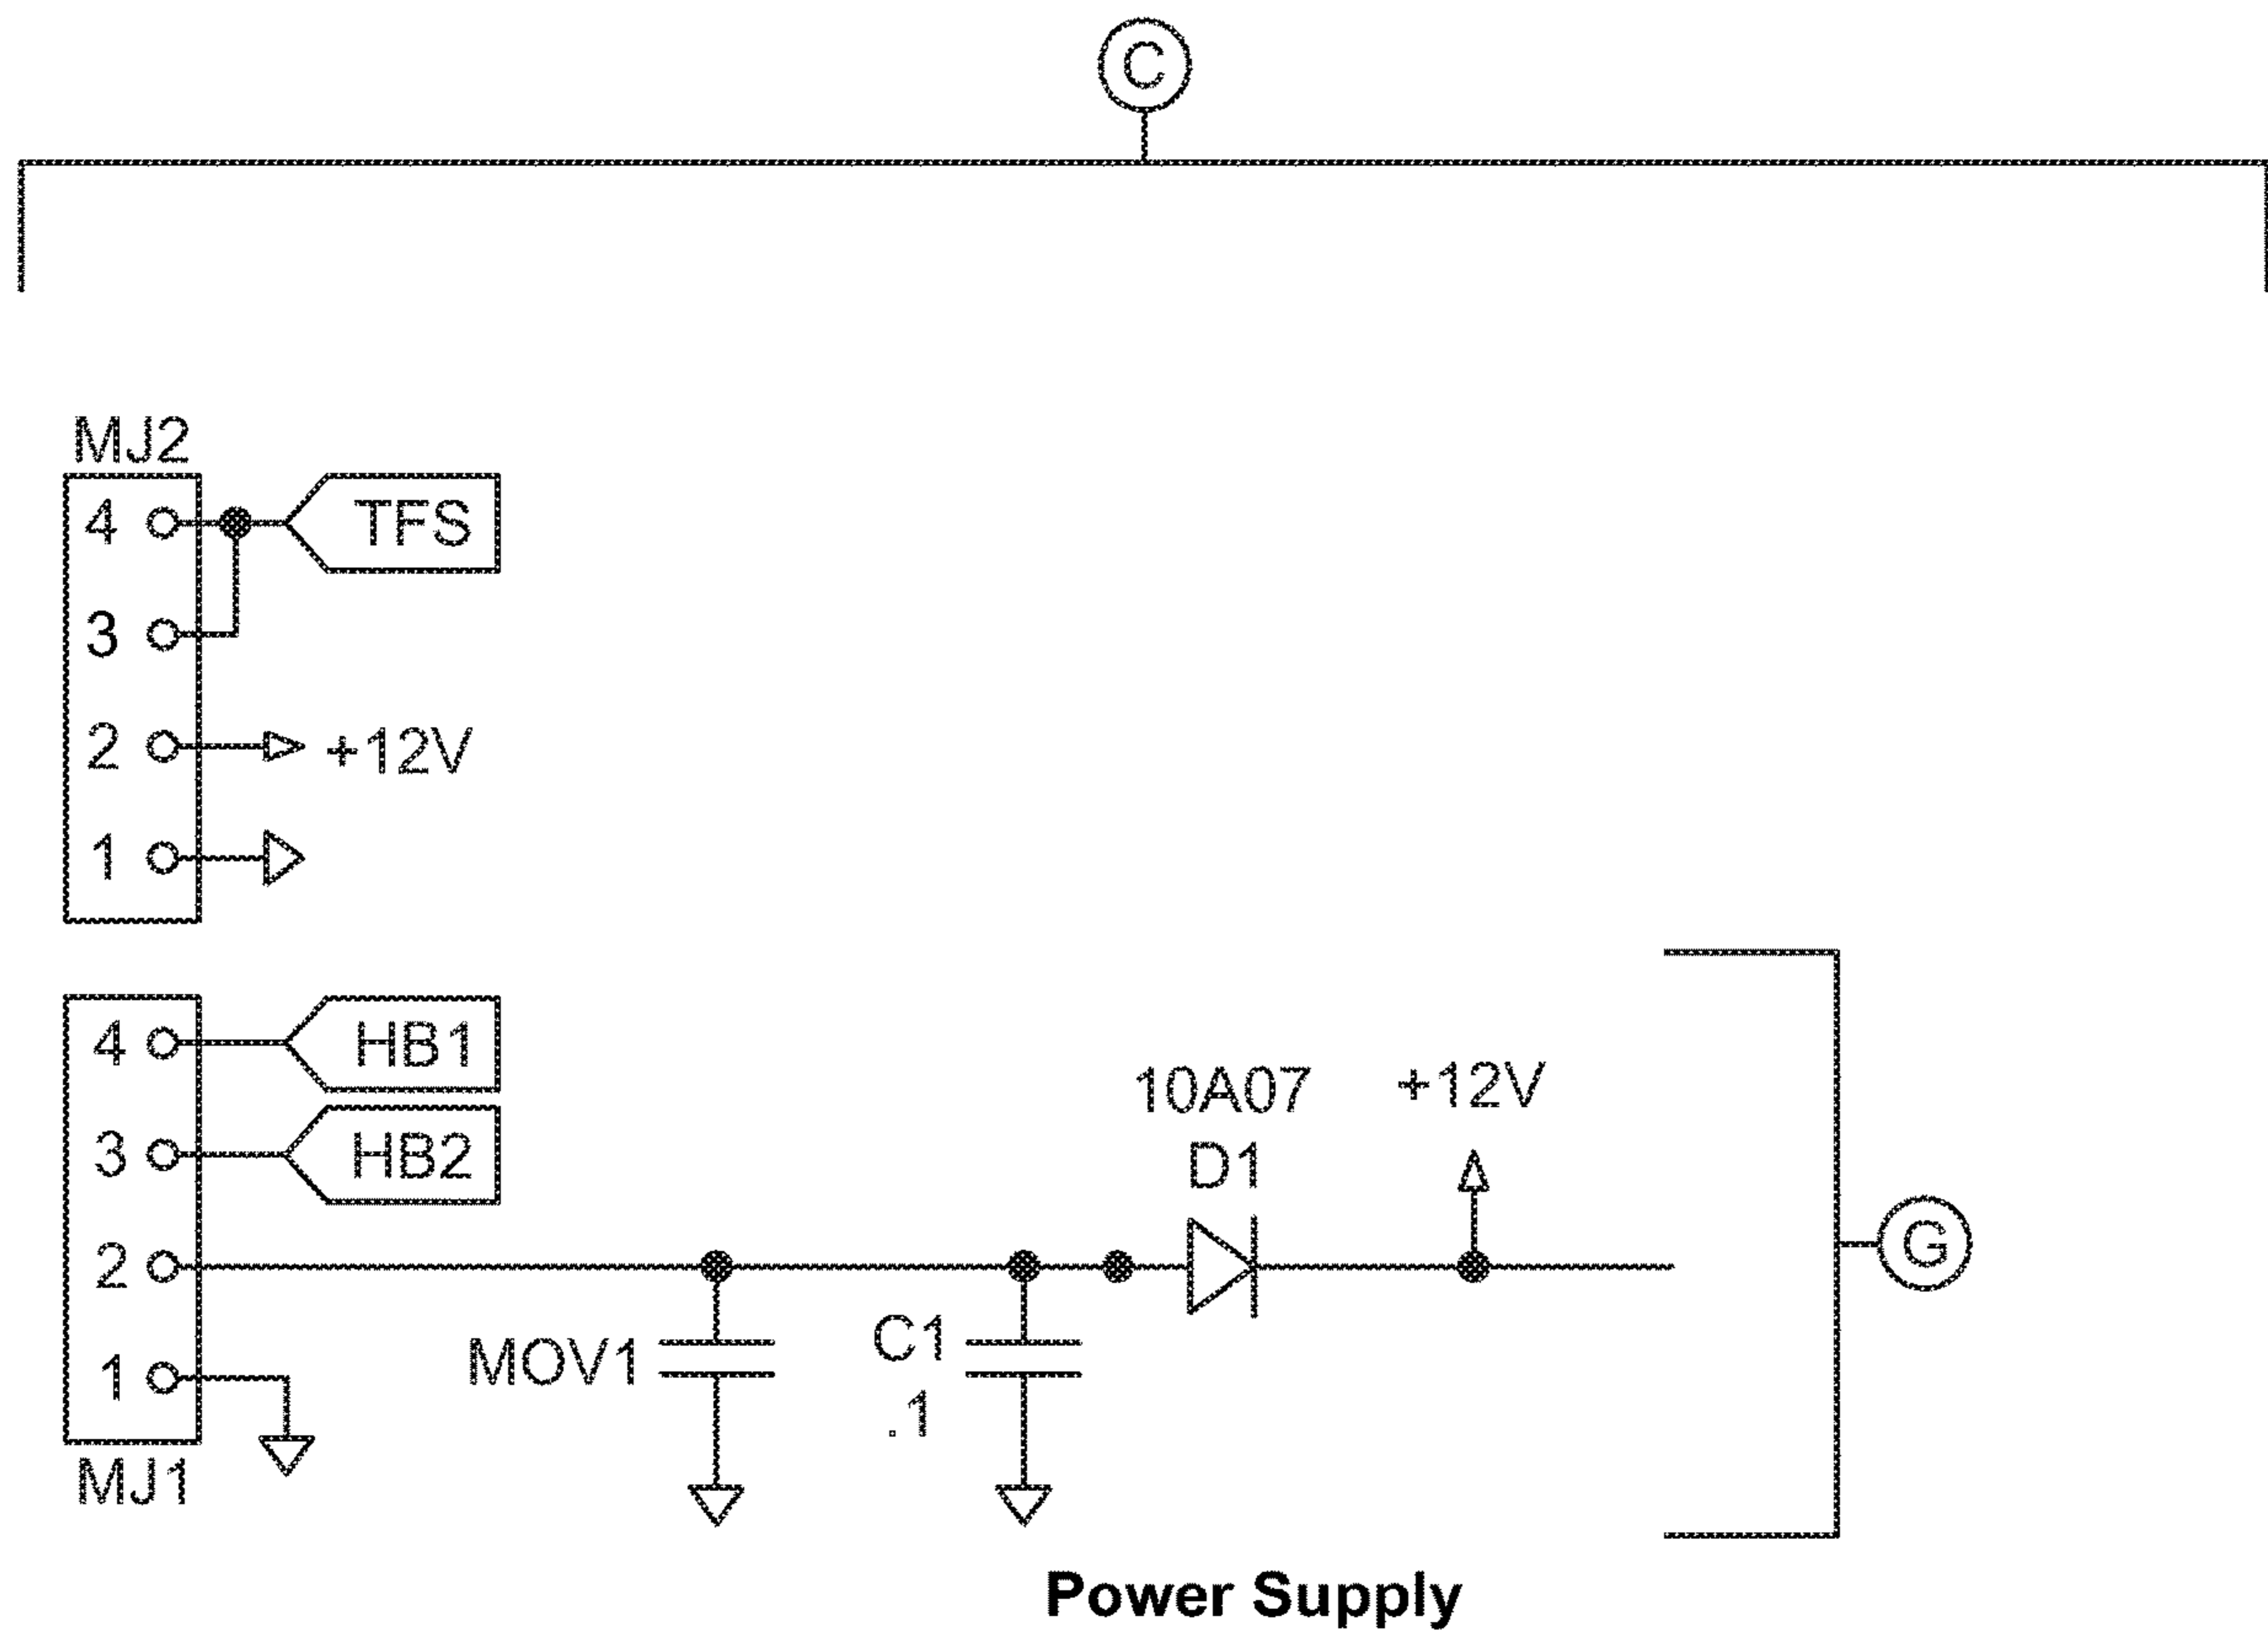 C
MJ2
4 TFS
3
2 +12V
1
4 HB1
3 HB2
10A07 +12V
D1
2
G
MOV1 C1
.1
1
MJ1
Power Supply